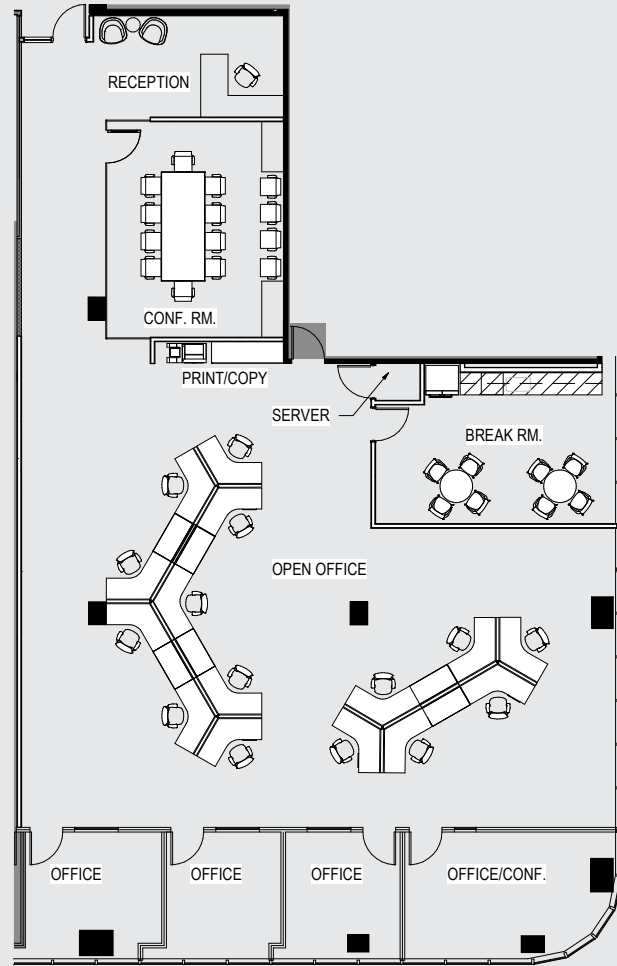 RECEPTION
CONF. RM.
PRINT/COPY
SERVER
BREAK RM.
OPEN OFFICE
OFFICE
OFFICE
OFFICE
OFFICE/CONF.